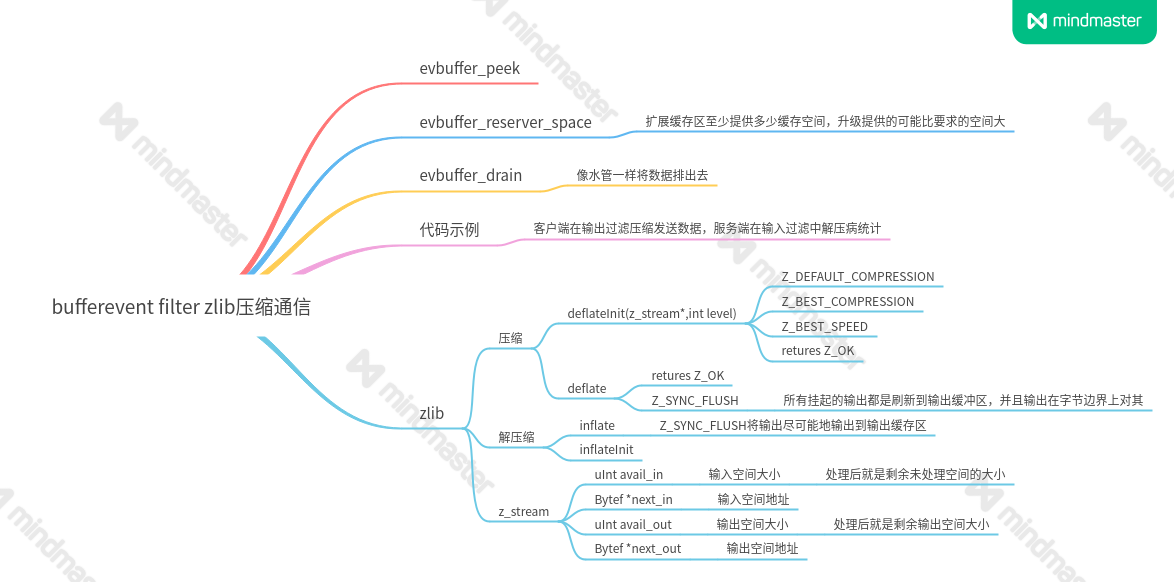 mindmaster
evbuffer_peek
evbuffer_reserver_space
扩展缓存区至少提供多少缓存空间，升级提供的可能比要求的空间大
evbuffer_drain
像水管一样将数据排出去
代码示例
客户端在输出过滤压缩发送数据，服务端在输入过滤中解压病统计
bufferevent filter zlib压缩通信
zlib
压缩
deflateInit(z_stream*,int level)
Z_DEFAULT_COMPRESSION
Z_BEST_COMPRESSION
Z_BEST_SPEED
retures Z_OK
deflate
retures Z_OK
Z_SYNC_FLUSH
所有挂起的输出都是刷新到输出缓冲区，并且输出在字节边界上对其
解压缩
inflate
Z_SYNC_FLUSH将输出尽可能地输出到输出缓存区
inflateInit
z_stream
uInt avail_in
输入空间大小
处理后就是剩余未处理空间的大小
Bytef *next_in
输入空间地址
uInt avail_out
输出空间大小
处理后就是剩余输出空间大小
Bytef *next_out
输出空间地址
mindmaster
mindmaster
mindmaster
mindmaster
mindmaster
mindmaster
mindmaster